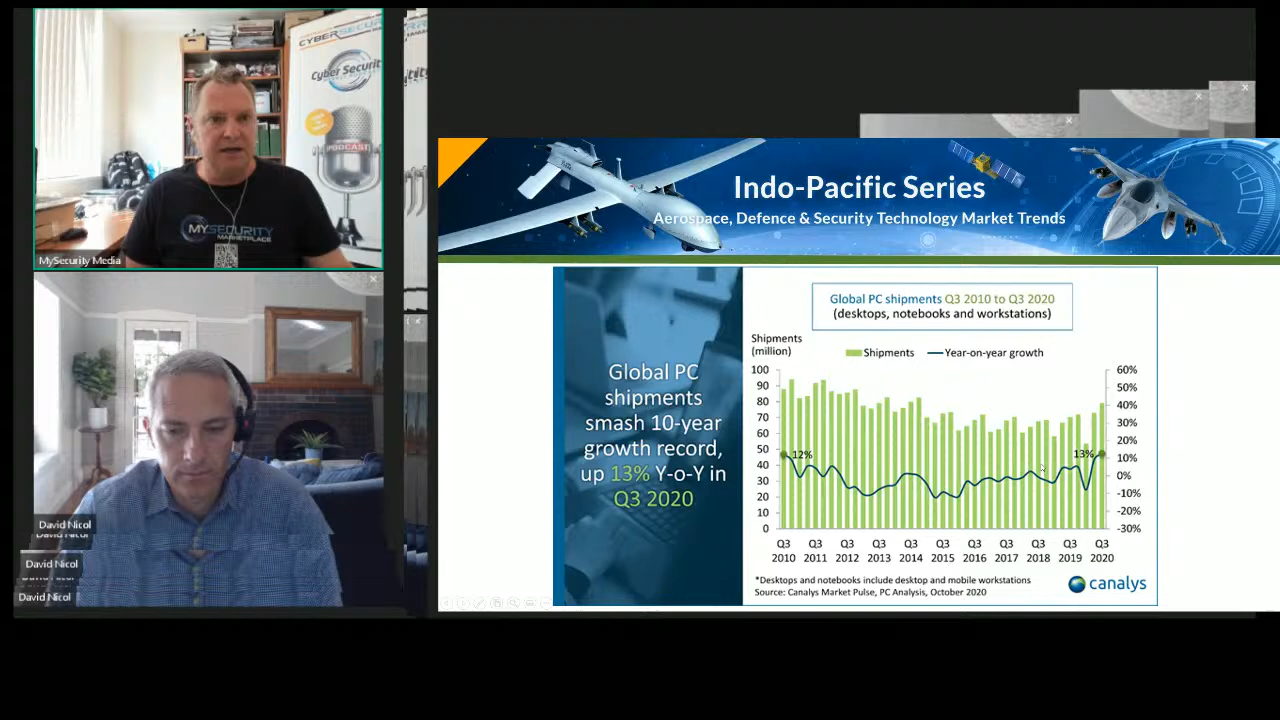 CYBERSECUR
Cyber Security
PODCAST
MYSECURITY
MARKETPLACE
MySecurity Media
David Nicol
David Nicol
David Nicol
David Nicol
David Nicol
Indo-Pacific Series
Aerospace, Defence & Security Technology Market Trends
Global PC
shipments
smash 10-year
growth record,
up 13% Y-o-Y in
Q3 2020
Global PC shipments Q3 2010 to Q3 2020
(desktops, notebooks and workstations)
Shipments
(million)
Shipments
Year-on-year growth
100
90
80
70
60
50
40
30
20
10
0
60%
50%
40%
30%
20%
10%
0%
-10%
-20%
-30%
12%
13%
Q3 Q3 Q3 Q3 Q3 Q3 Q3 Q3 Q3 Q3 Q3
2010 2011 2012 2013 2014 2015 2016 2017 2018 2019 2020
*Desktops and notebooks include desktop and mobile workstations
Source: Canalys Market Pulse, PC Analysis, October 2020
canalys